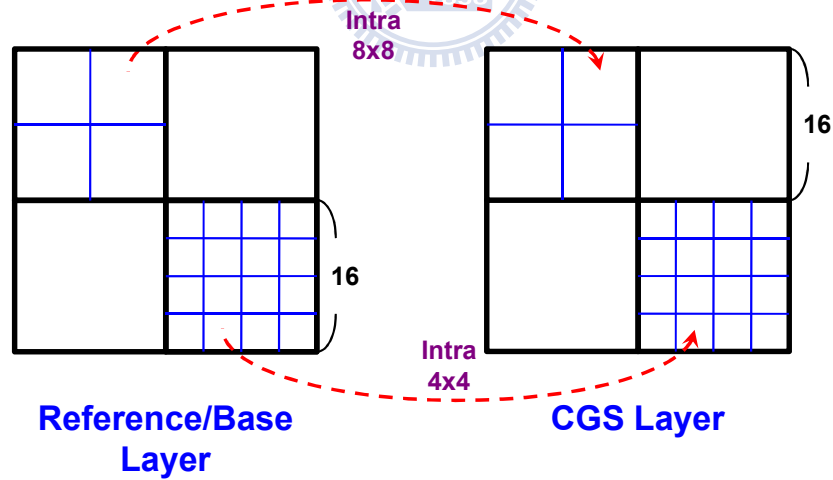 Intra
8x8
16
16
Intra
4x4
Reference/Base
Layer
CGS Layer